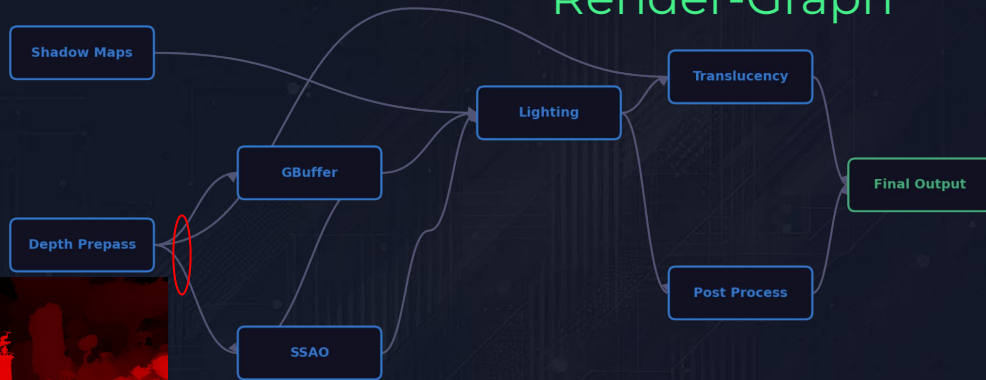 Render-Graph
Shadow Maps
Translucency
Lighting
GBuffer
Final Output
Depth Prepass
Post Process
SSAO